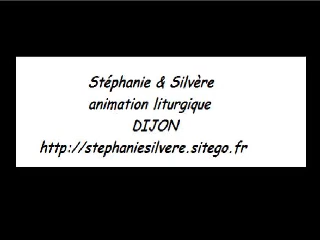 Stéphanie & Silvère
animation liturgique
DIJON
http://stephaniesilvere.sitego.fr